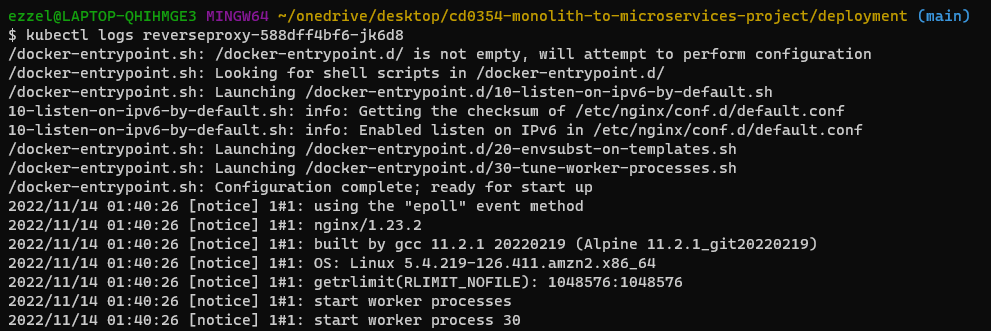 ezzel@LAPTOP-QHIHMGE3 MINGW64 ~/onedrive/desktop/cd0354-monolith-to-microservices-project/deployment (main)
$ kubectl logs reverseproxy-588dff4bf6-jk6d8
/docker-entrypoint.sh: /docker-entrypoint.d/ is not empty, will attempt to perform configuration
/docker-entrypoint.sh: Looking for shell scripts in /docker-entrypoint.d/
/docker-entrypoint.sh: Launching /docker-entrypoint.d/10-listen-on-ipv6-by-default.sh
10-listen-on-ipv6-by-default.sh: info: Getting the checksum of /etc/nginx/conf.d/default.conf
10-listen-on-ipv6-by-default.sh: info: Enabled listen on IPv6 in /etc/nginx/conf.d/default.conf
/docker-entrypoint.sh: Launching /docker-entrypoint.d/20-envsubst-on-templates.sh
/docker-entrypoint.sh: Launching /docker-entrypoint.d/30-tune-worker-processes.sh
/docker-entrypoint.sh: Configuration complete; ready for start up
2022/11/14 01:40:26 [notice] 1#1: using the "epoll" event method
2022/11/14 01:40:26 [notice] 1#1: nginx/1.23.2
2022/11/14 01:40:26 [notice] 1#1: built by gcc 11.2.1 20220219 (Alpine 11.2.1_git20220219)
2022/11/14 01:40:26 [notice] 1#1: OS: Linux 5.4.219-126.411.amzn2.x86_64
2022/11/14 01:40:26 [notice] 1#1: getrlimit(RLIMIT_NOFILE): 1048576:1048576
2022/11/14 01:40:26 [notice] 1#1: start worker processes
2022/11/14 01:40:26 [notice] 1#1: start worker process 30